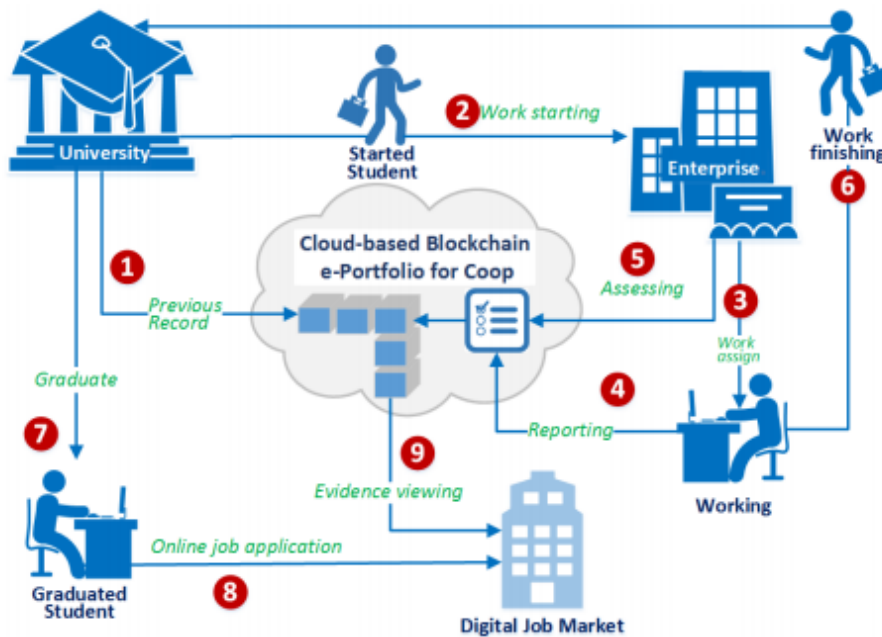 University
Started
Student
2
Work starting
Enterprise
Work
finishing
6
Cloud-based Blockchain
e-Portfolio for Coop
1
Previous
Record
5
Assessing
3
Work
assign
Graduate
4
Reporting
7
9
Evidence viewing
Working
Online job application
8
Graduated
Student
Digital Job Market